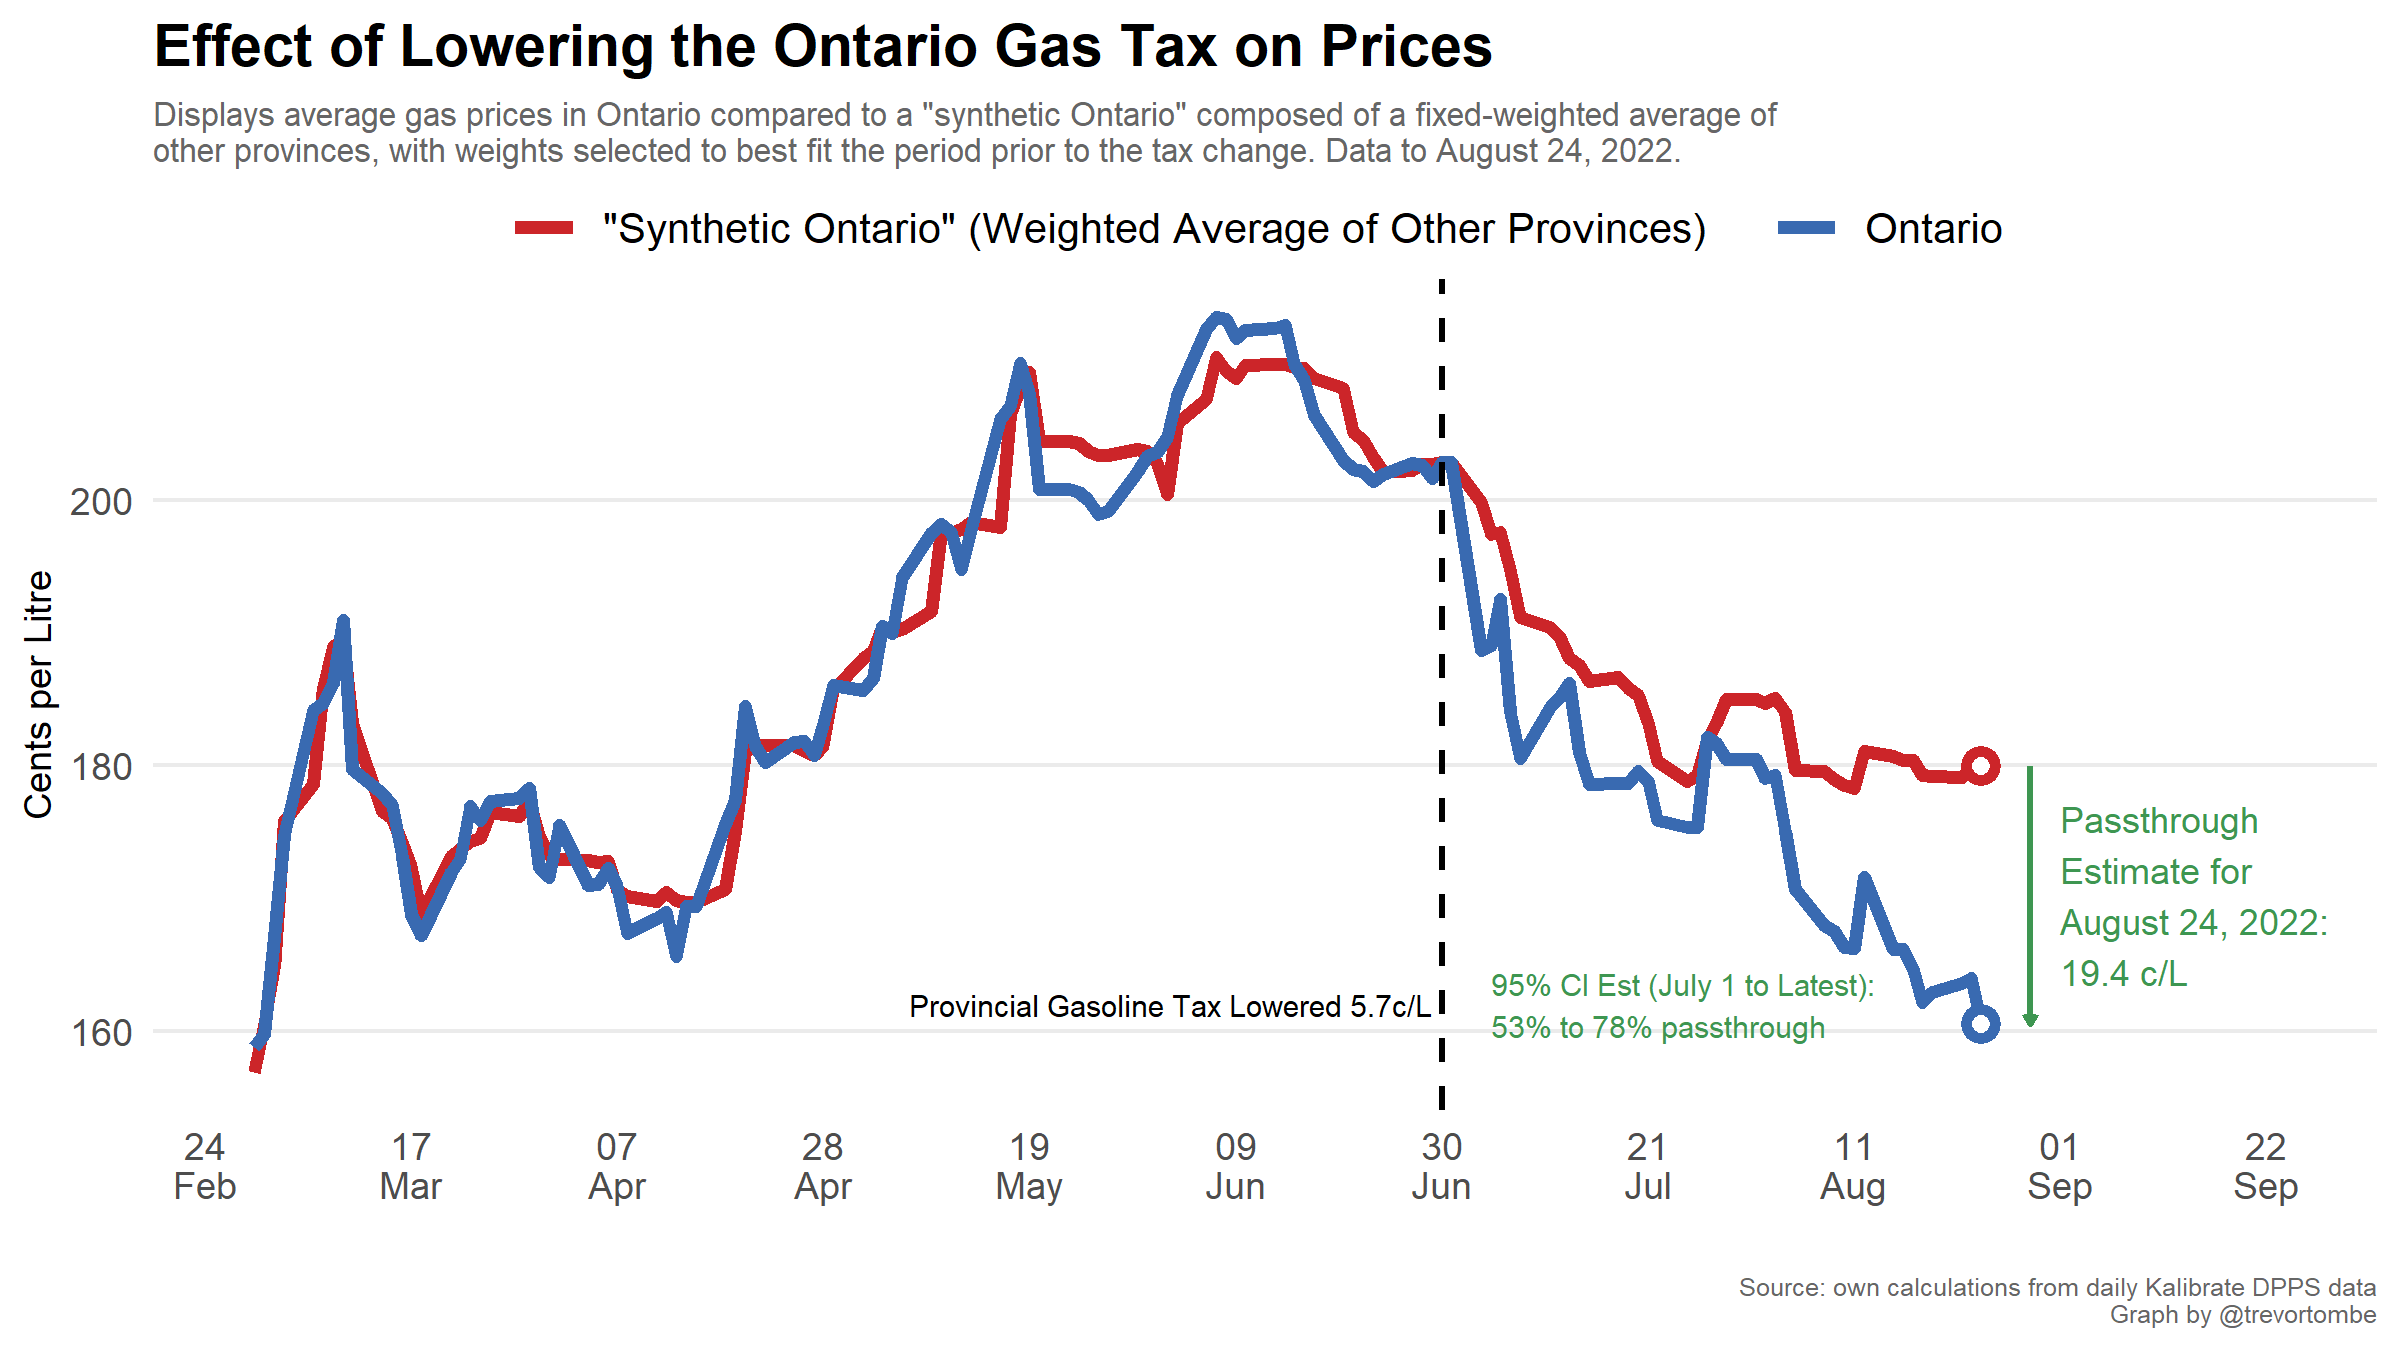 Effect of Lowering the Ontario Gas Tax on Prices
Displays average gas prices in Ontario compared to a "synthetic Ontario" composed of a fixed-weighted average of
other provinces, with weights selected to best fit the period prior to the tax change. Data to August 24, 2022.
"Synthetic Ontario" (Weighted Average of Other Provinces)
Ontario
Cents per Litre
200
180
160
Passthrough
Estimate for
August 24, 2022:
19.4 c/L
95% CI Est (July 1 to Latest):
53% to 78% passthrough
Provincial Gasoline Tax Lowered 5.7c/L
24
Feb
17
Mar
07
Apr
28
Apr
19
May
09
Jun
30
Jun
21
Jul
11
Aug
01
Sep
22
Sep
Source: own calculations from daily Kalibrate DPPS data
Graph by @trevortombe